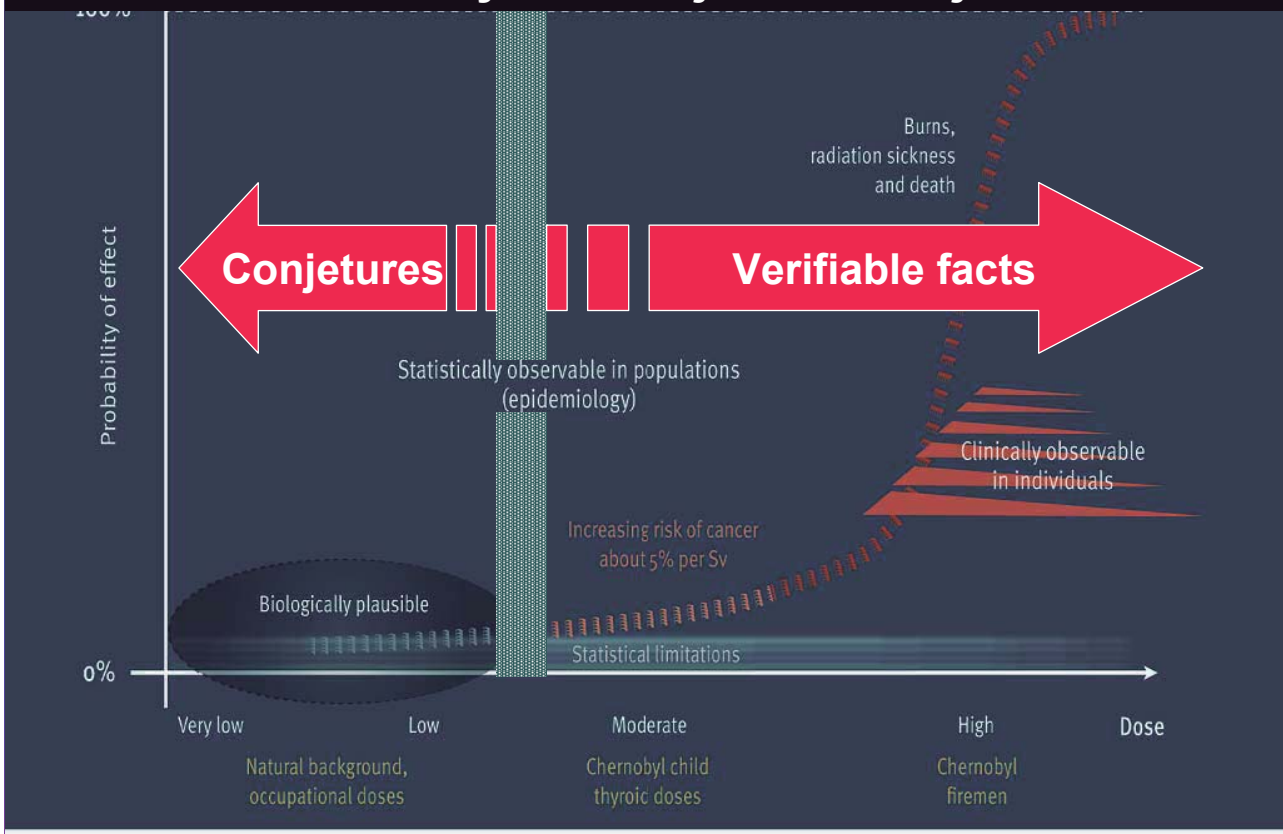 100%
Burns,
radiation sickness
and death
Conjetures
Verifiable facts
Probability of effect
Statistically observable in populations
(epidemiology)
Clinically observable
in individuals
Increasing risk of cancer
about 5% per Sv
Biologically plausible
Statistical limitations
0%
Very low
Low
Moderate
High
Dose
Natural background,
occupational doses
Chernobyl child
thyroic doses
Chernobyl
firemen